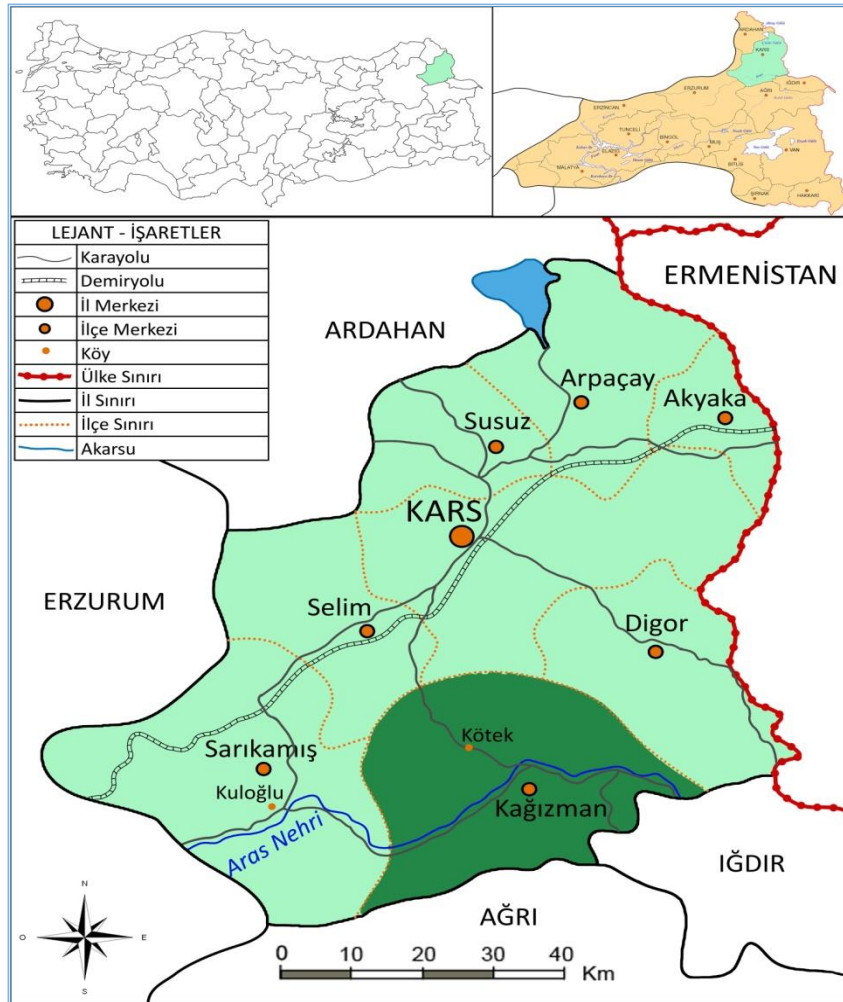 ARDAHAN
KARS
IĞDIR
ERZURUM
AĞRI
ERZİNCAN
TUNCELİ
BİNGÖL
MUŞ
ELAZIĞ
VAN
BİTLİS
MALATYA
ŞIRNAK
HAKKARİ
LEJANT - İŞARETLER
Karayolu
Demiryolu
İl Merkezi
İlçe Merkezi
Köy
Ülke Sınırı
İl Sınırı
İlçe Sınırı
Akarsu
ERMENİSTAN
ARDAHAN
Arpaçay
Akyaka
Susuz
KARS
ERZURUM
Selim
Digor
Kötek
Sarıkamış
Kuloğlu
Kağızman
Aras Nehri
IĞDIR
AĞRI
N
O
E
S
0 10 20 30 40
Km